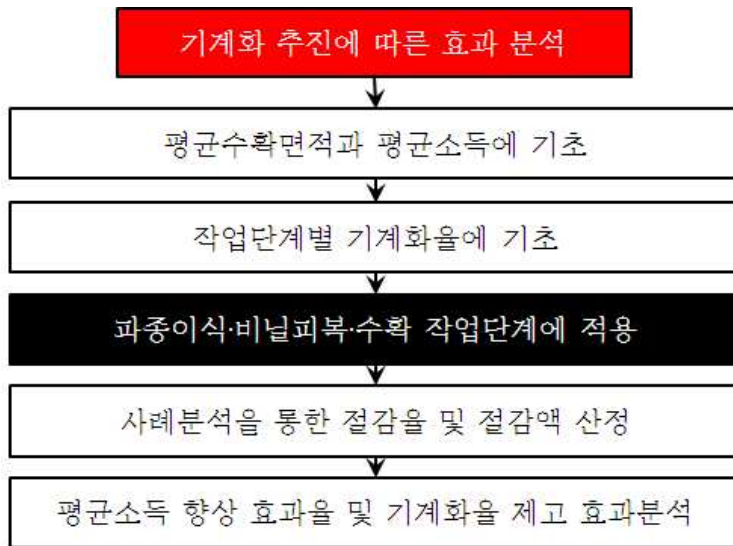 기계화 추진에 따른 효과 분석
평균수확면적과 평균소득에 기초
작업단계별 기계화율에 기초
파종이식·비닐피복·수확 작업단계에 적용
사례분석을 통한 절감율 및 절감액 산정
평균소득 향상 효과율 및 기계화율 제고 효과분석